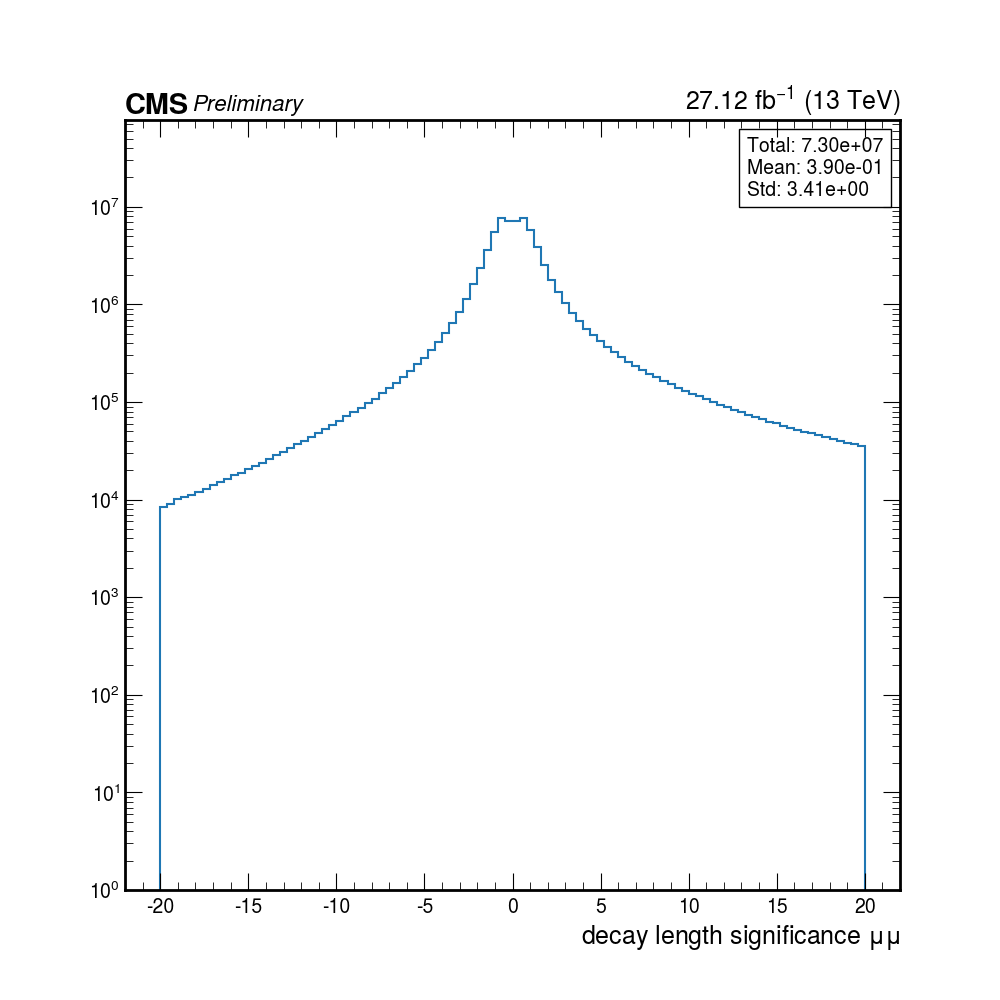 CMS Preliminary
27.12 fb⁻¹ (13 TeV)
Total: 7.30e+07
Mean: 3.90e-01
Std: 3.41e+00
10⁷
10⁶
10⁵
10⁴
10³
10²
10¹
10⁰
-20 -15 -10 -5 0 5 10 15 20
decay length significance μμ